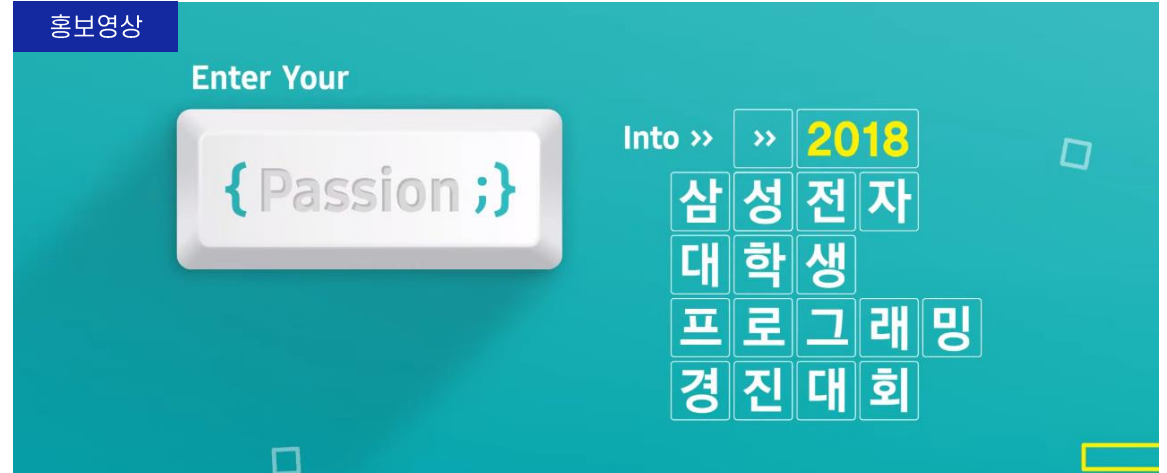 홍보영상
Enter Your
{ Passion ;}
Into >> >> 2018
삼성전자
대학생
프로그래밍
경진대회